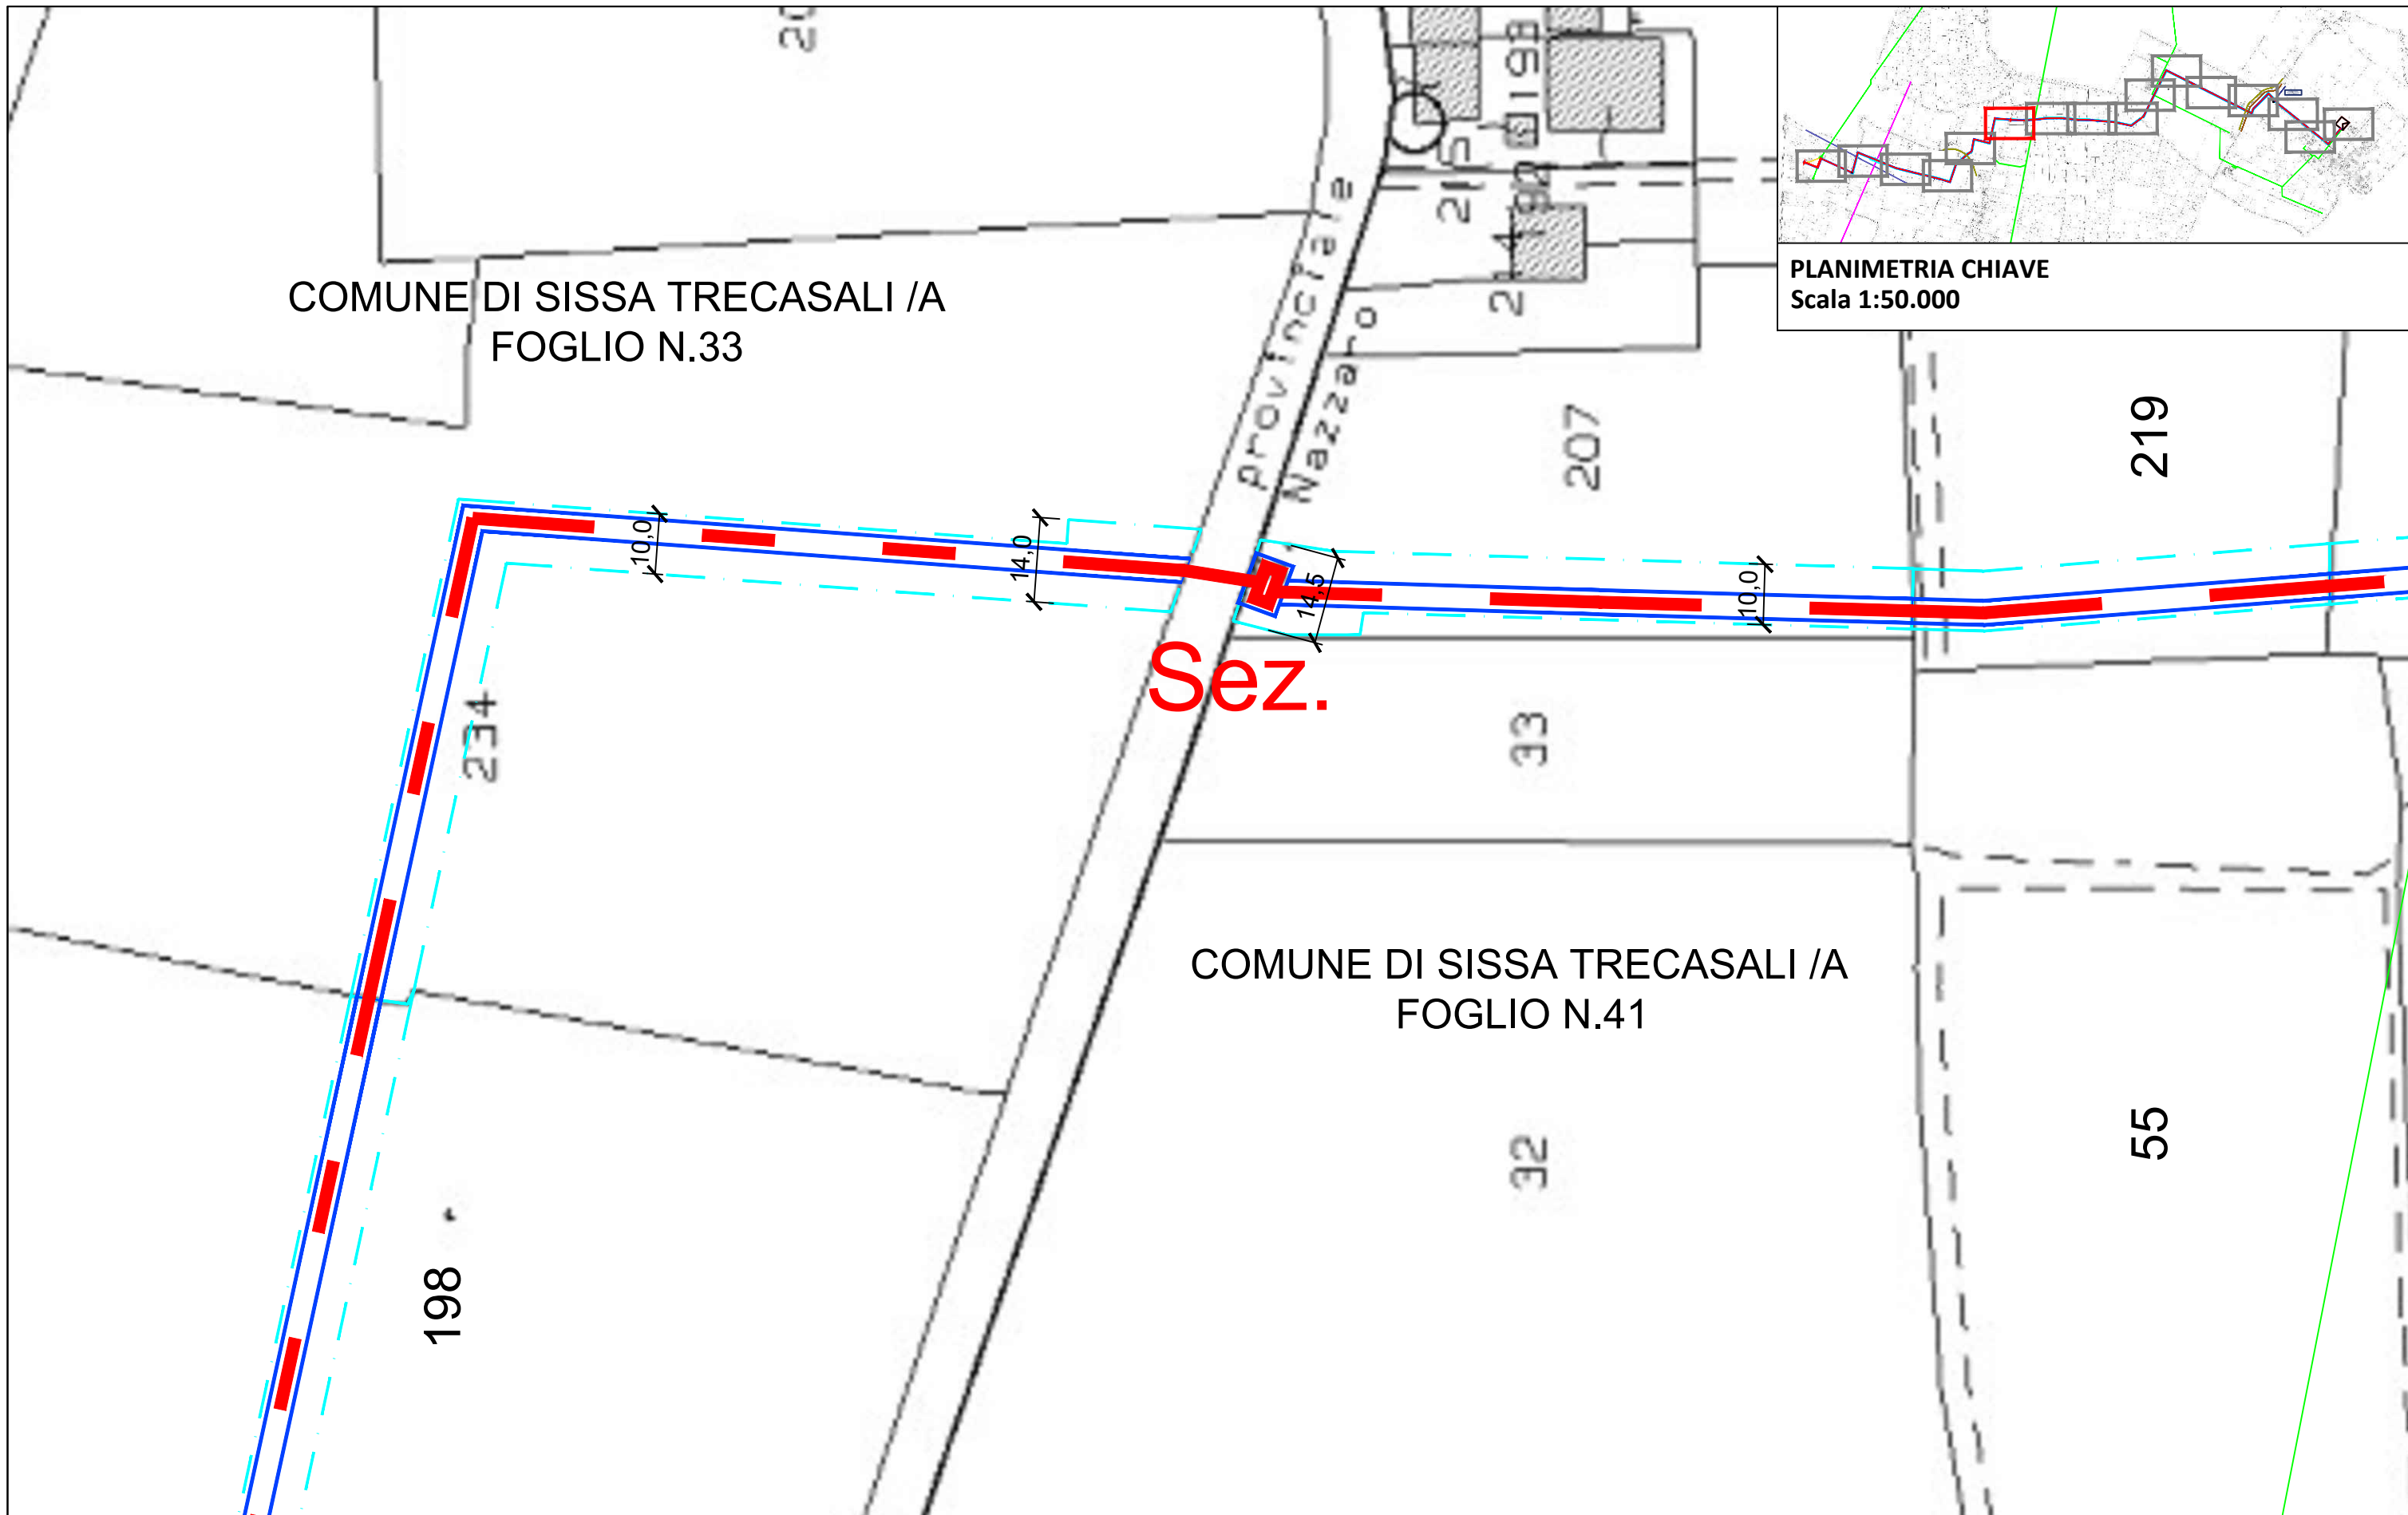 PLANIMETRIA CHIAVE
Scala 1:50.000
COMUNE DI SISSA TRECASALI /A
FOGLIO N.33
provinciale
Nazzaro
207
219
10,0
14,0
14,5
10,0
Sez.
234
33
COMUNE DI SISSA TRECASALI /A
FOGLIO N.41
32
55
198